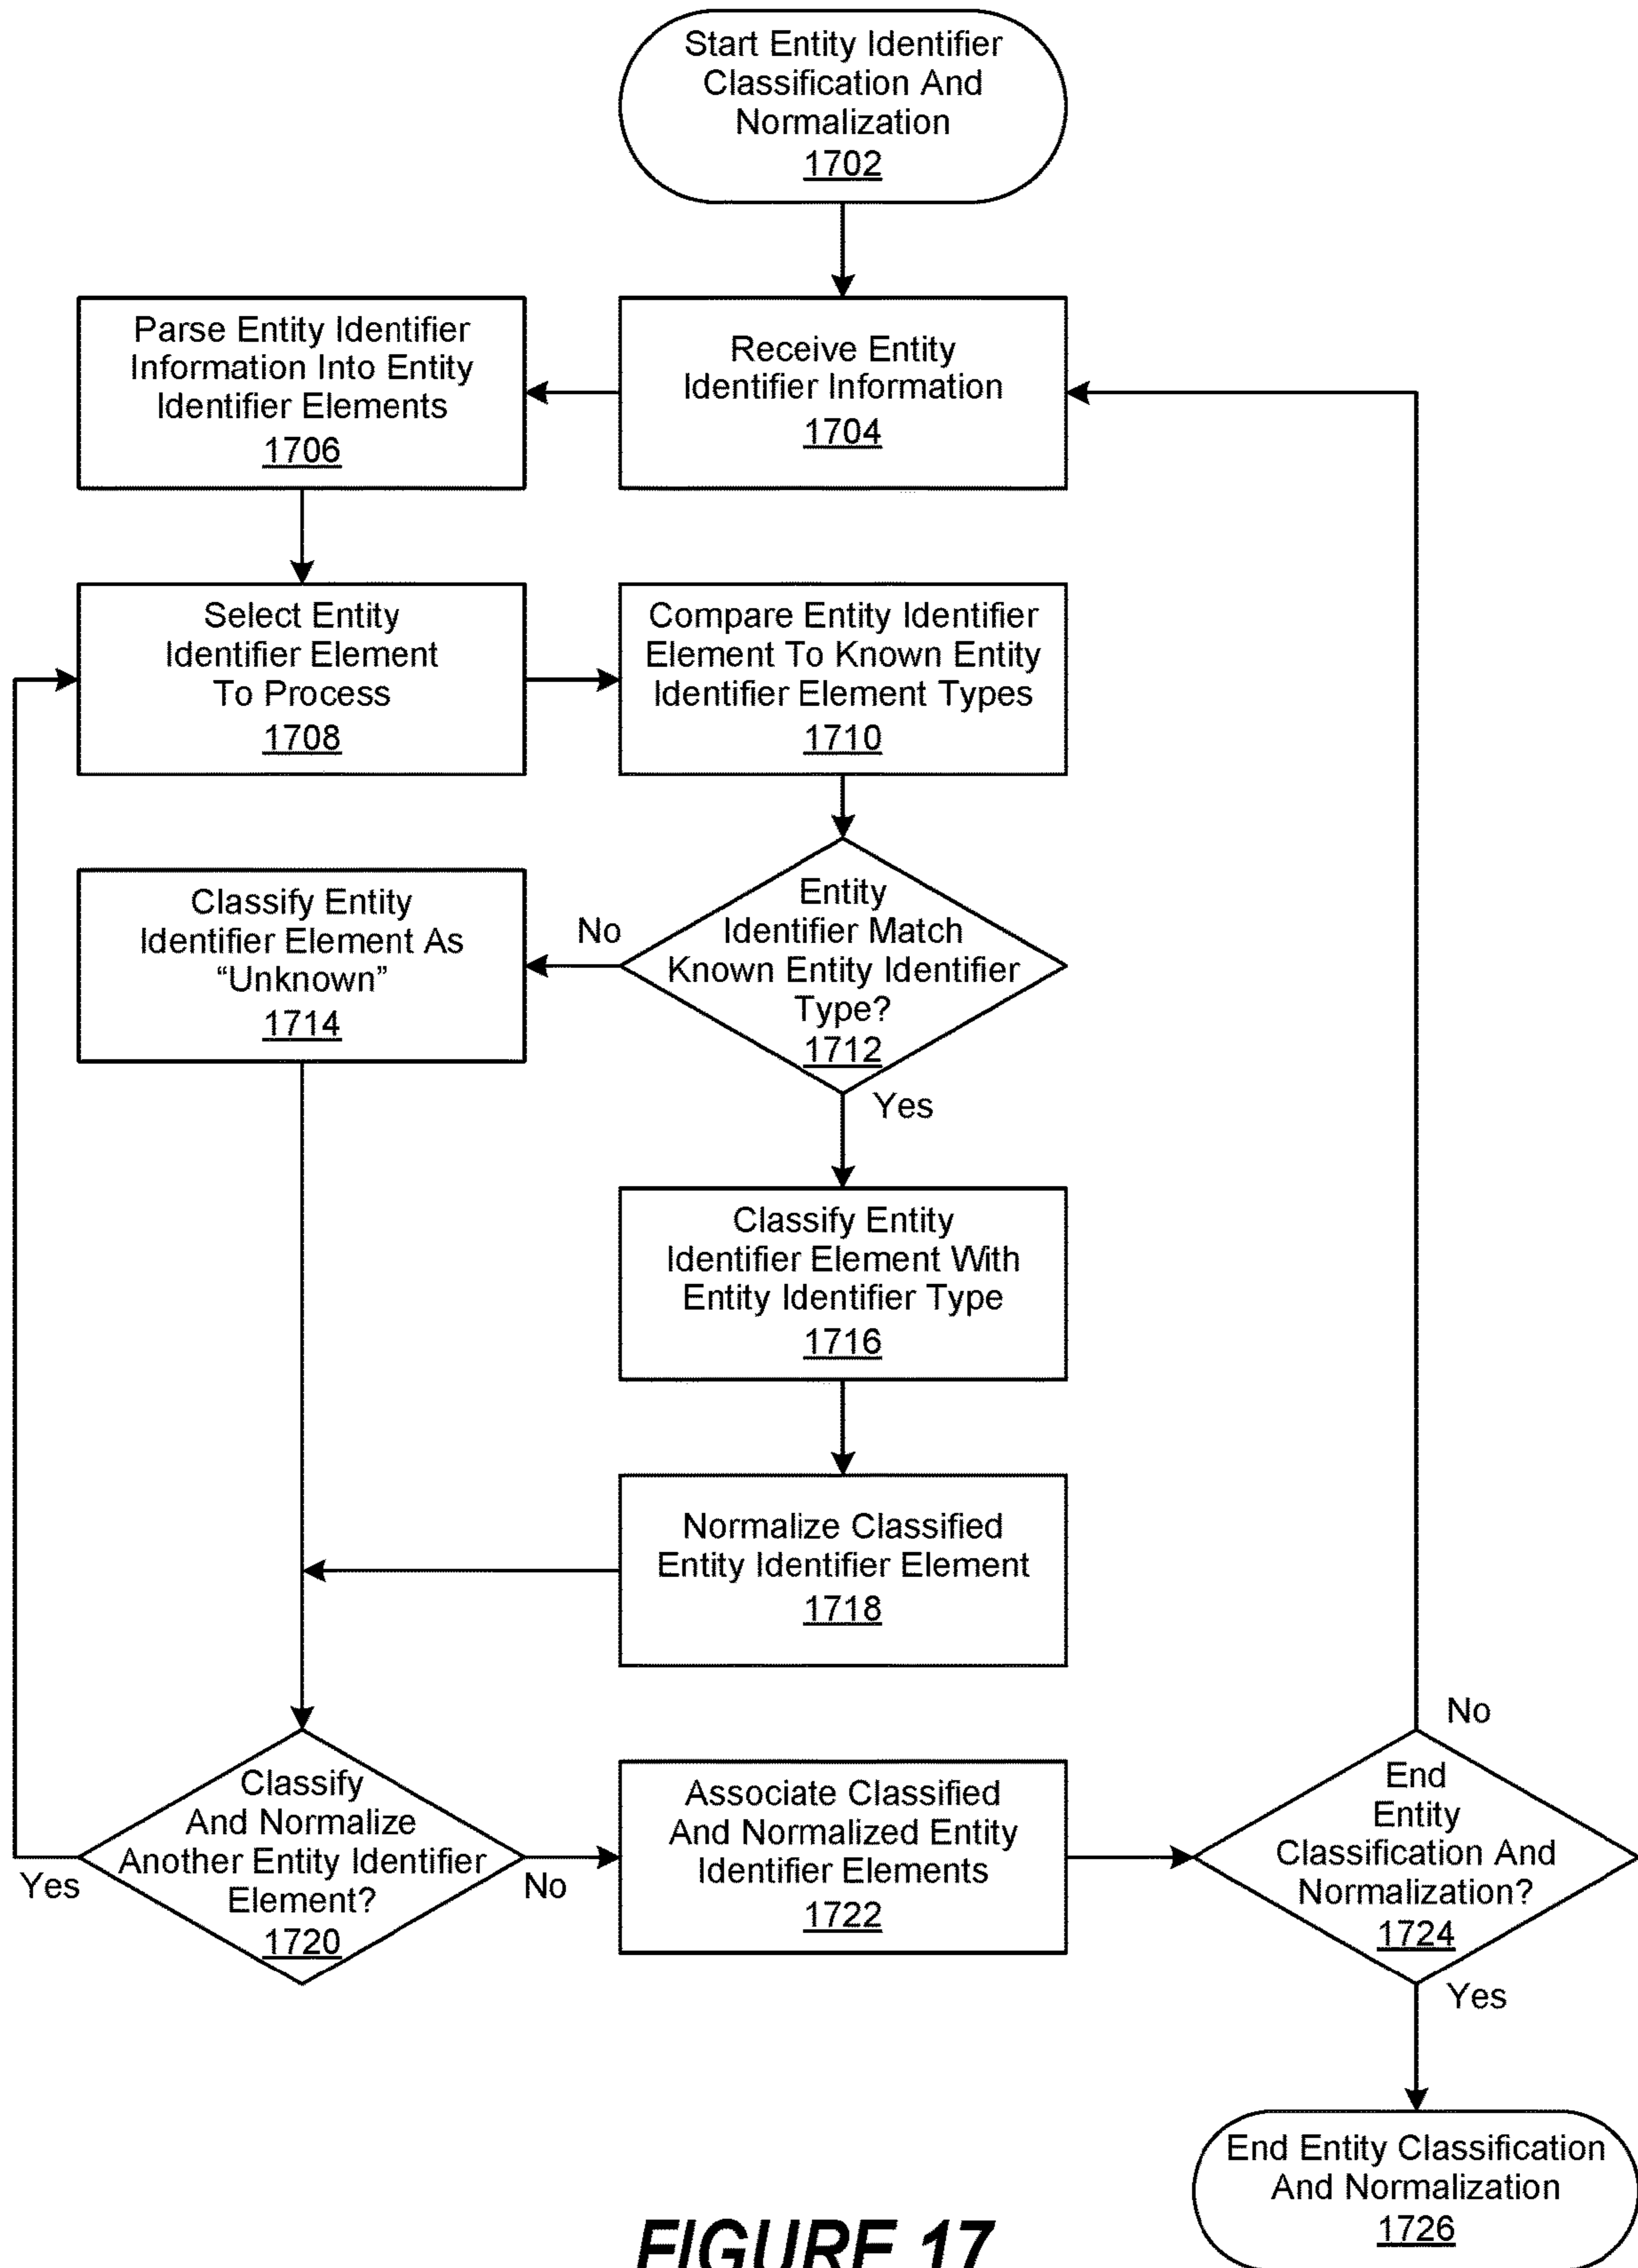 Start Entity Identifier
Classification And
Normalization
1702
Receive Entity
Identifier Information
1704
Parse Entity Identifier
Information Into Entity
Identifier Elements
1706
Select Entity
Identifier Element
To Process
1708
Compare Entity Identifier
Element To Known Entity
Identifier Element Types
1710
Entity
Identifier Match
Known Entity Identifier
Type?
1712
No
Classify Entity
Identifier Element As
“Unknown”
1714
Yes
Classify Entity
Identifier Element With
Entity Identifier Type
1716
Normalize Classified
Entity Identifier Element
1718
Classify
And Normalize
Another Entity Identifier
Element?
1720
Yes
No
Associate Classified
And Normalized Entity
Identifier Elements
1722
No
End
Entity
Classification And
Normalization?
1724
Yes
End Entity Classification
And Normalization
1726
FIGURE 17